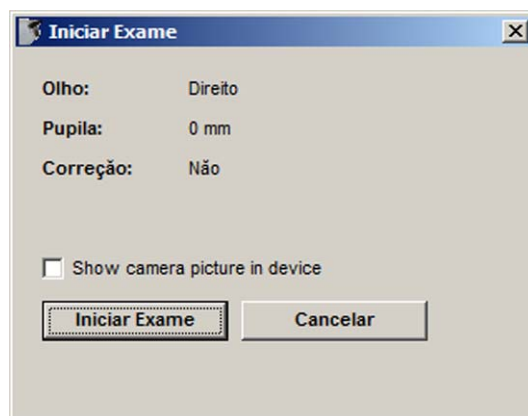 Iniciar Exame
Olho: Direito
Pupila: 0 mm
Correção: Não
Show camera picture in device
Iniciar Exame Cancelar